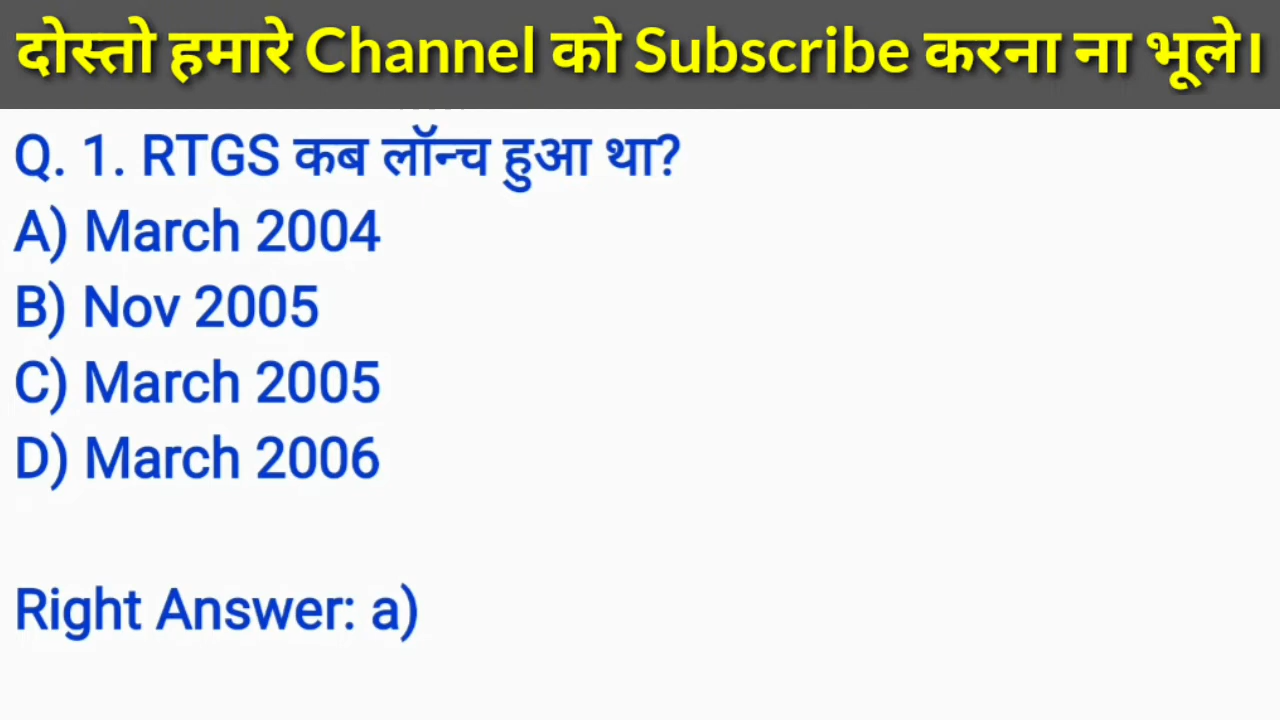 दोस्तो हमारे Channel को Subscribe करना ना भूले।
Q. 1. RTGS कब लॉन्च हुआ था?
A) March 2004
B) Nov 2005
C) March 2005
D) March 2006
Right Answer: a)